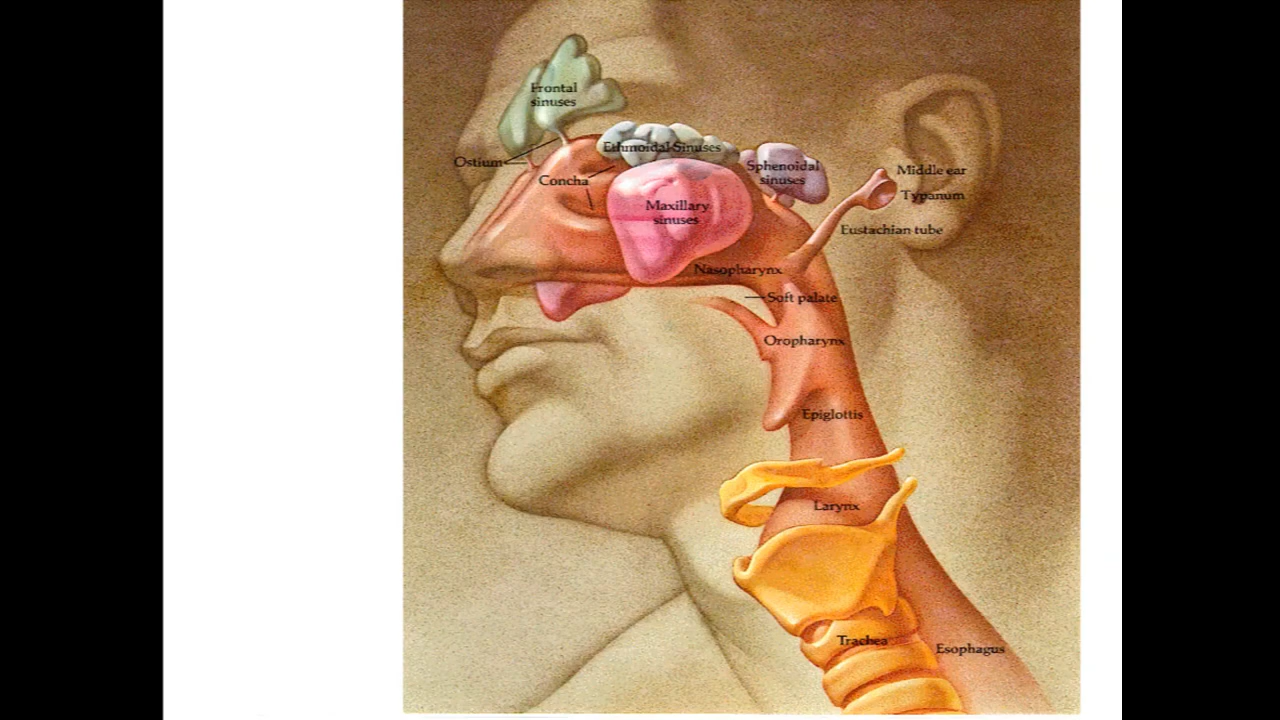 Frontal
sinuses
Ethmoidal Sinuses
Ostium
Concha
Sphenoidal
sinuses
Middle ear
Typanum
Maxillary
sinuses
Eustachian tube
Nasopharynx
Soft palate
Oropharynx
Epiglottis
Larynx
Trachea
Esophagus